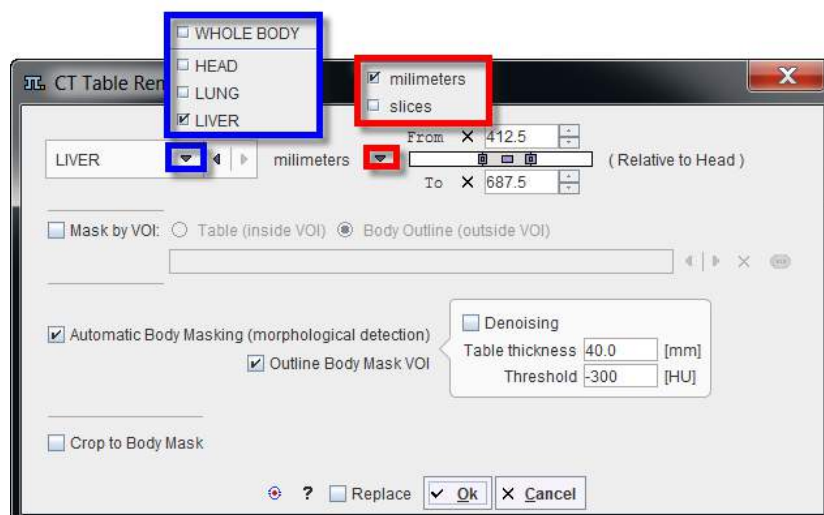 WHOLE BODY
HEAD
LUNG
LIVER
milimeters
slices
CT Table
From 412.5
LIVER milimeters ( Relative to Head )
To 687.5
Mask by VOI: Table (inside VOI) Body Outline (outside VOI)
Automatic Body Masking (morphological detection)
Outline Body Mask VOI
Denoising
Table thickness 40.0 [mm]
Threshold -300 [HU]
Crop to Body Mask
? Replace Ok Cancel